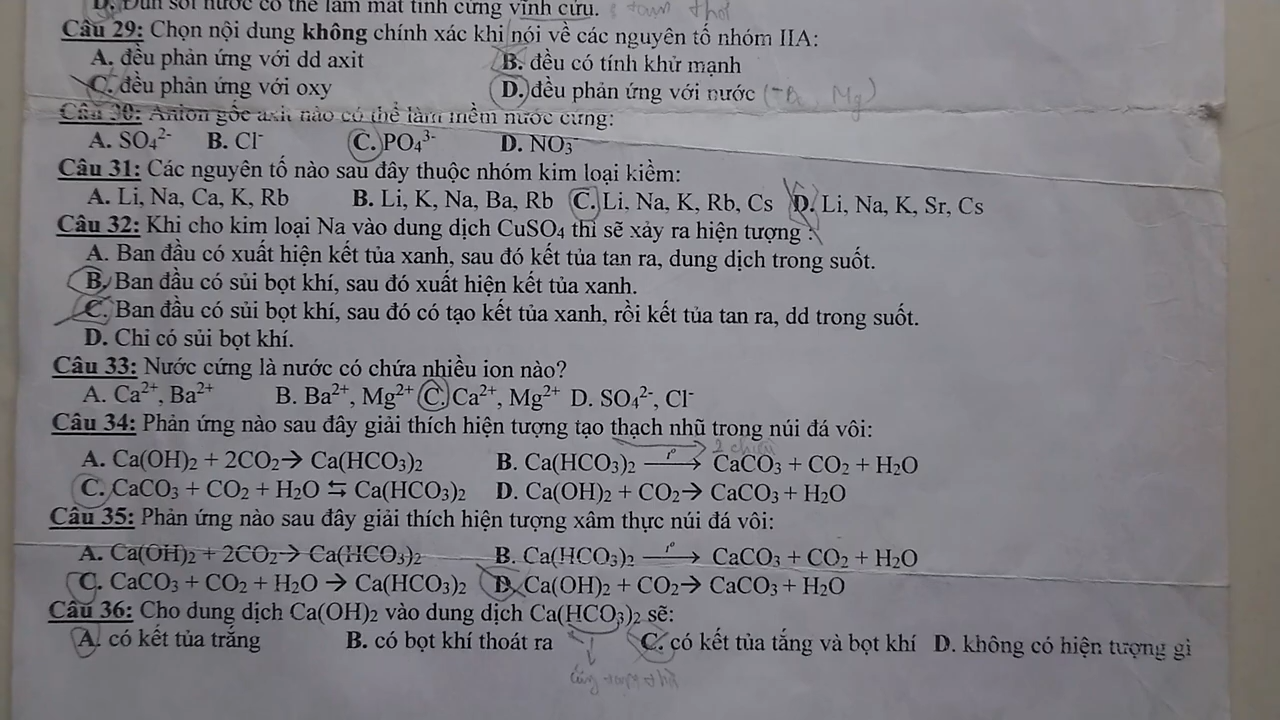 D. Đun sôi nước có thể làm mất tính cứng vĩnh cửu. : tạm thời
Câu 29: Chọn nội dung không chính xác khi nói về các nguyên tố nhóm IIA:
A. đều phản ứng với dd axit B. đều có tính khử mạnh
C. đều phản ứng với oxy D. đều phản ứng với nước (-Be, Mg)
Câu 30: Anion gốc axit nào có thể làm mềm nước cứng:
A. SO₄²⁻ B. Cl⁻ C. PO₄³⁻ D. NO₃⁻
Câu 31: Các nguyên tố nào sau đây thuộc nhóm kim loại kiềm:
A. Li, Na, Ca, K, Rb B. Li, K, Na, Ba, Rb C. Li, Na, K, Rb, Cs D. Li, Na, K, Sr, Cs
Câu 32: Khi cho kim loại Na vào dung dịch CuSO₄ thì sẽ xảy ra hiện tượng :
A. Ban đầu có xuất hiện kết tủa xanh, sau đó kết tủa tan ra, dung dịch trong suốt.
B. Ban đầu có sủi bọt khí, sau đó xuất hiện kết tủa xanh.
C. Ban đầu có sủi bọt khí, sau đó có tạo kết tủa xanh, rồi kết tủa tan ra, dd trong suốt.
D. Chỉ có sủi bọt khí.
Câu 33: Nước cứng là nước có chứa nhiều ion nào?
A. Ca²⁺, Ba²⁺ B. Ba²⁺, Mg²⁺ C. Ca²⁺, Mg²⁺ D. SO₄²⁻, Cl⁻
Câu 34: Phản ứng nào sau đây giải thích hiện tượng tạo thạch nhũ trong núi đá vôi:
2 chiều
A. Ca(OH)₂ + 2CO₂→ Ca(HCO₃)₂ B. Ca(HCO₃)₂ —t°→ CaCO₃ + CO₂ + H₂O
C. CaCO₃ + CO₂ + H₂O ⇆ Ca(HCO₃)₂ D. Ca(OH)₂ + CO₂→ CaCO₃ + H₂O
Câu 35: Phản ứng nào sau đây giải thích hiện tượng xâm thực núi đá vôi:
A. Ca(OH)₂ + 2CO₂→ Ca(HCO₃)₂ B. Ca(HCO₃)₂ —t°→ CaCO₃ + CO₂ + H₂O
C. CaCO₃ + CO₂ + H₂O → Ca(HCO₃)₂ D. Ca(OH)₂ + CO₂→ CaCO₃ + H₂O
Câu 36: Cho dung dịch Ca(OH)₂ vào dung dịch Ca(HCO₃)₂ sẽ:
A. có kết tủa trắng B. có bọt khí thoát ra C. có kết tủa tắng và bọt khí D. không có hiện tượng gì